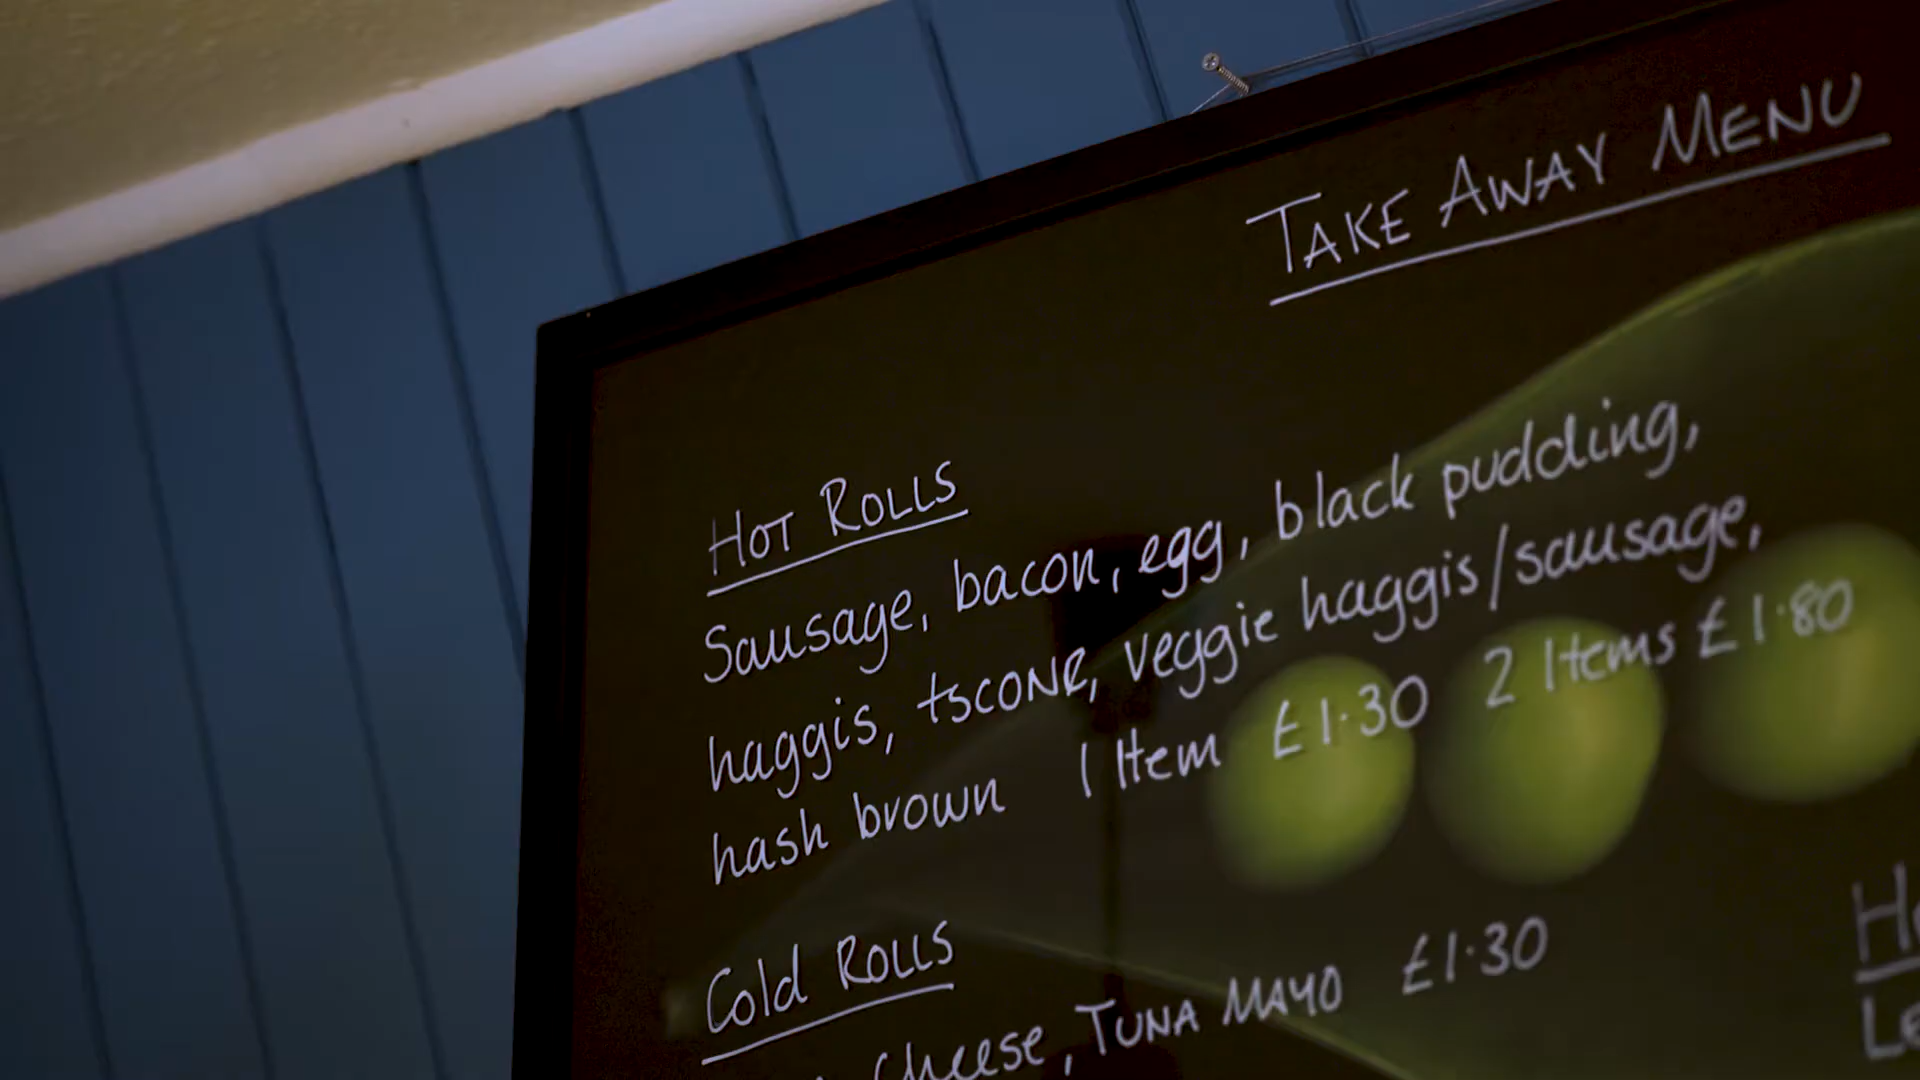 TAKE AWAY MENU
HOT ROLLS
Sausage, bacon, egg, black pudding,
haggis, tscone, veggie haggis/sausage,
hash brown 1 Item £1.30 2 Items £1.80
Cold ROLLS
Cheese, TUNA MAYO £1.30